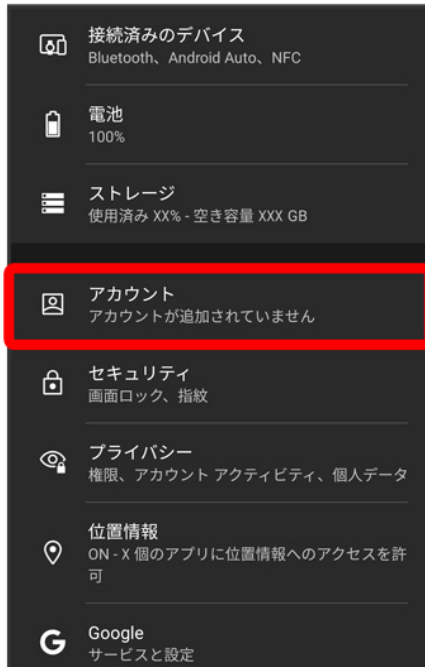 接続済みのデバイス
Bluetooth、Android Auto、NFC
電池
100%
ストレージ
使用済み XX% - 空き容量 XXX GB
アカウント
アカウントが追加されていません
セキュリティ
画面ロック、指紋
プライバシー
権限、アカウント アクティビティ、個人データ
位置情報
ON - X 個のアプリに位置情報へのアクセスを許
可
Google
サービスと設定